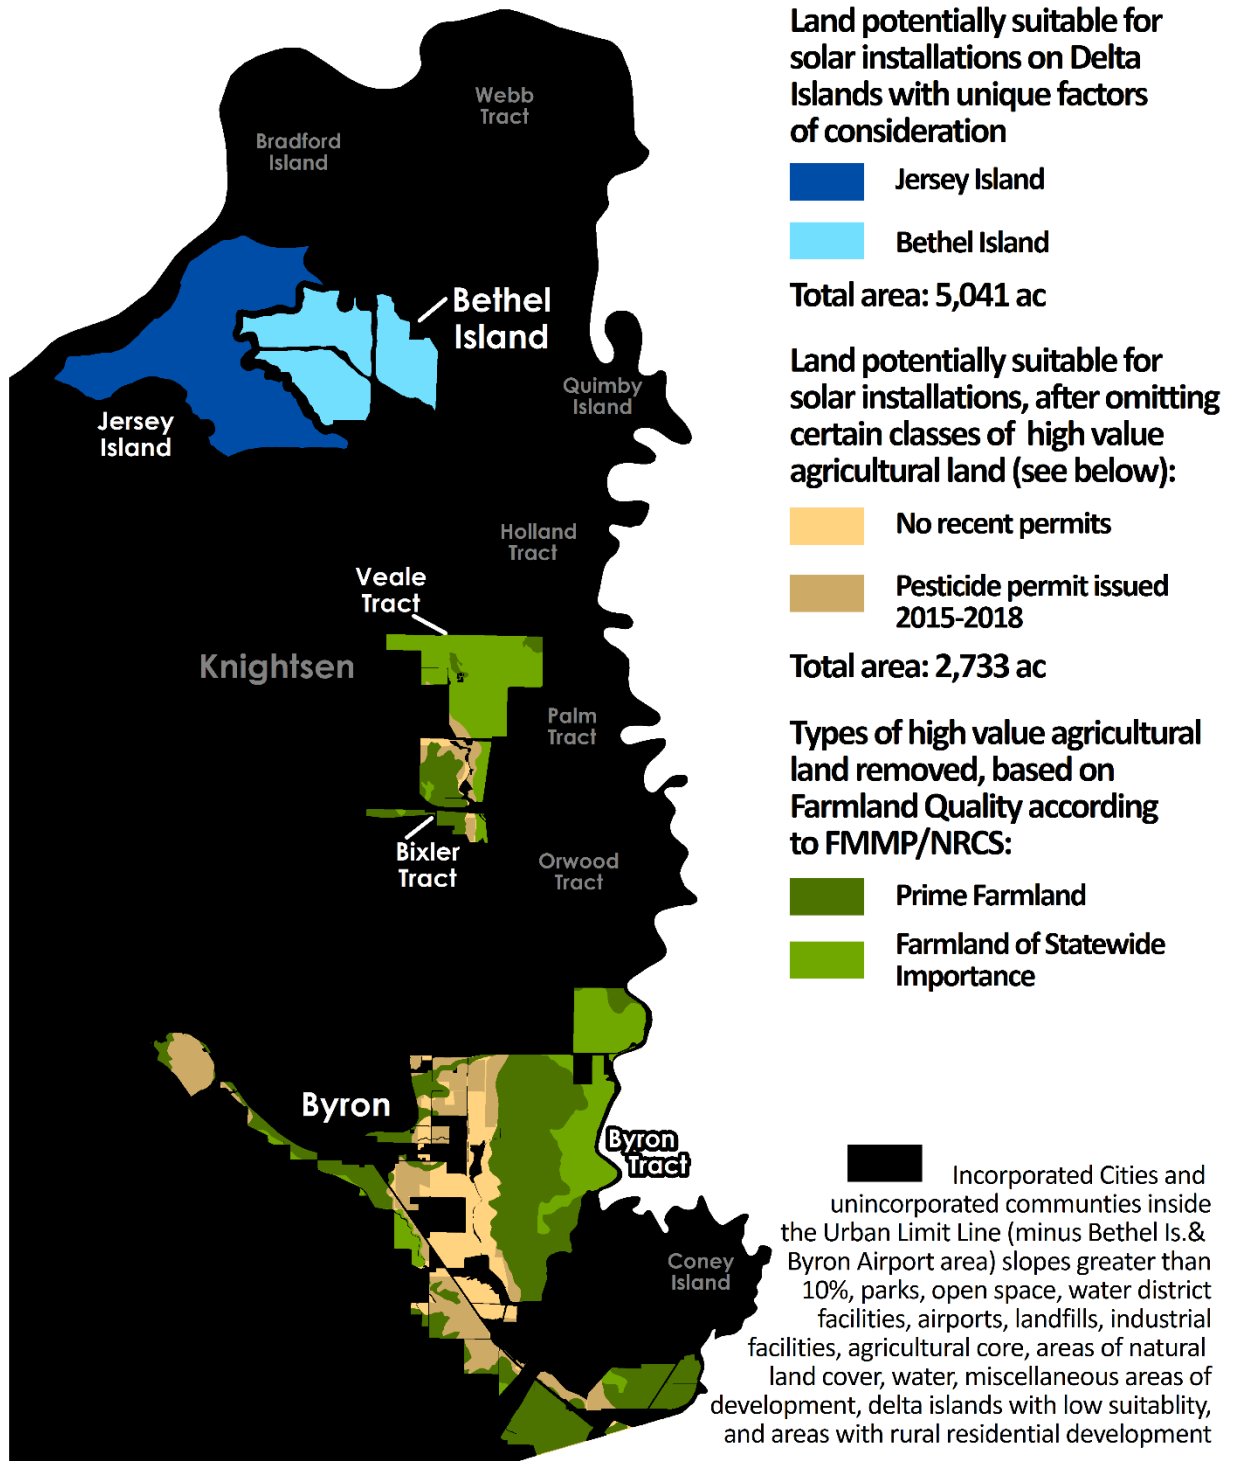 Webb
Tract
Bradford
Island
Bethel
Island
Quimby
Island
Jersey
Island
Holland
Tract
Veale
Tract
Knightsen
Palm
Tract
Bixler
Tract
Orwood
Tract
Byron
Byron
Tract
Coney
Island
Land potentially suitable for
solar installations on Delta
Islands with unique factors
of consideration
Jersey Island
Bethel Island
Total area: 5,041 ac
Land potentially suitable for
solar installations, after omitting
certain classes of high value
agricultural land (see below):
No recent permits
Pesticide permit issued
2015-2018
Total area: 2,733 ac
Types of high value agricultural
land removed, based on
Farmland Quality according
to FMMP/NRCS:
Prime Farmland
Farmland of Statewide
Importance
Incorporated Cities and
unincorporated communties inside
the Urban Limit Line (minus Bethel Is.&
Byron Airport area) slopes greater than
10%, parks, open space, water district
facilities, airports, landfills, industrial
facilities, agricultural core, areas of natural
land cover, water, miscellaneous areas of
development, delta islands with low suitablity,
and areas with rural residential development